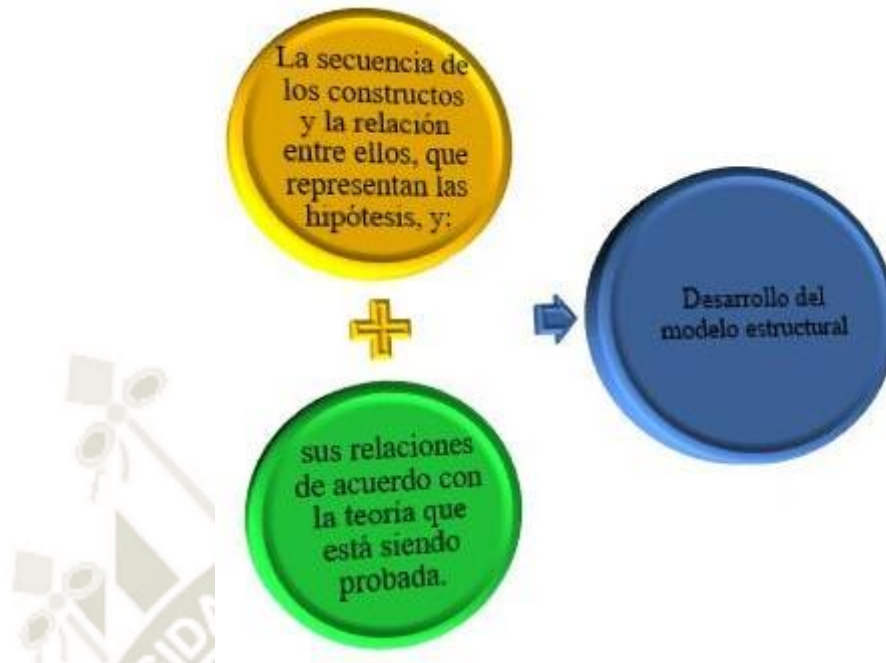 La secuencia de
los constructos
y la relación
entre ellos, que
representan las
hipótesis, y:
Desarrollo del
modelo estructural
sus relaciones
de acuerdo con
la teoría que
está siendo
probada.